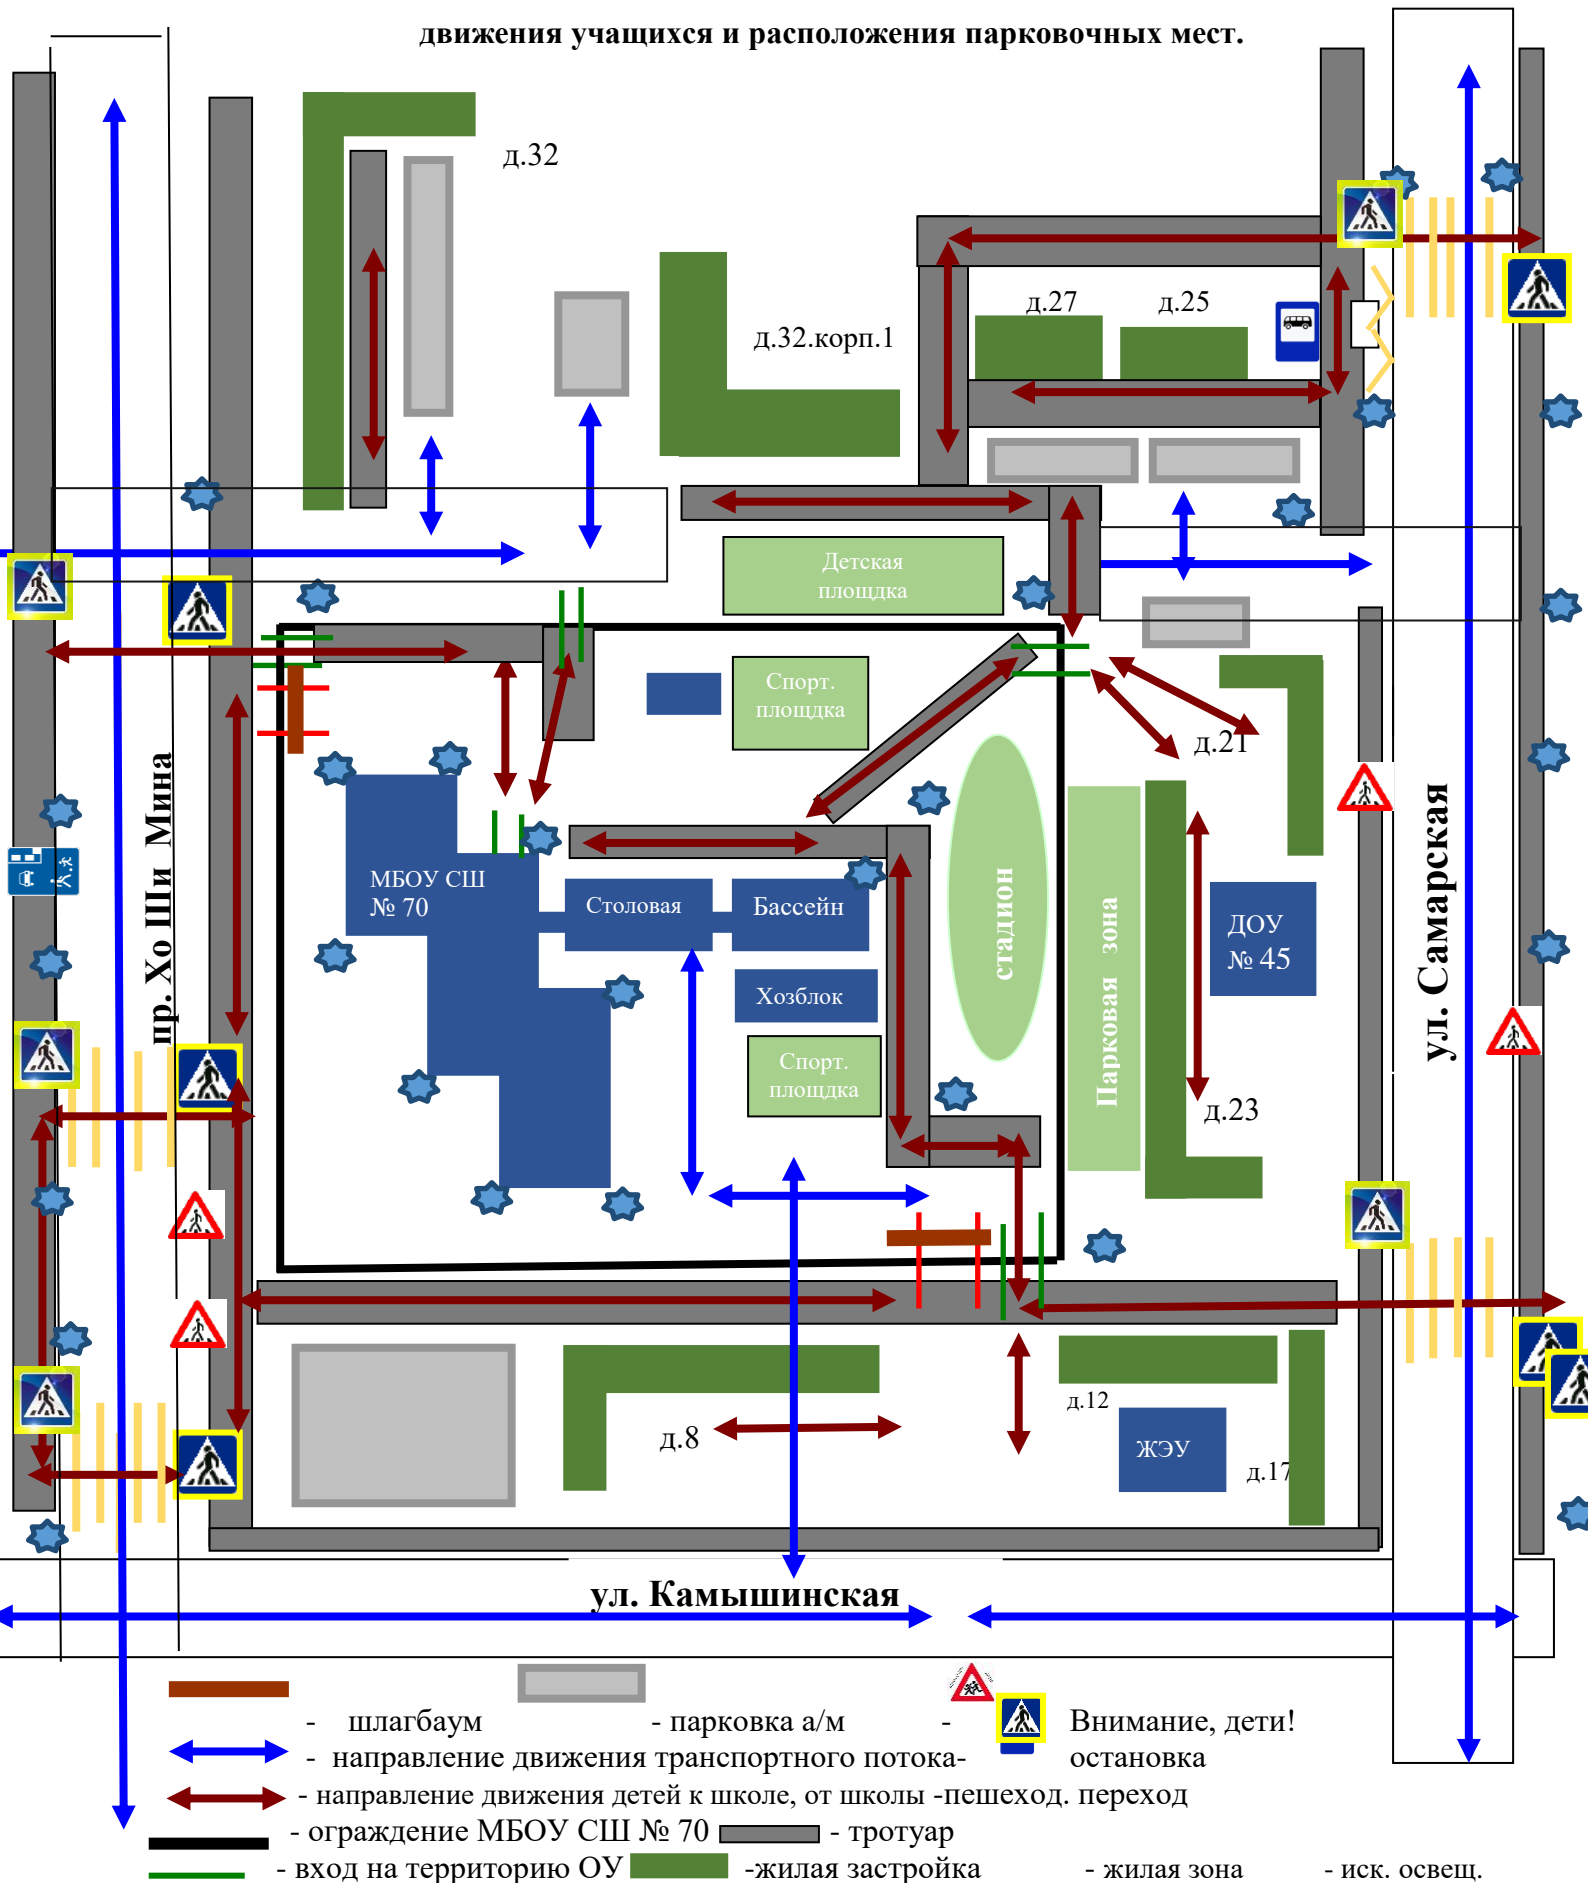 движения учащихся и расположения парковочных мест.
д.32
д.27
д.25
д.32.корп.1
Детская
площдка
Спорт.
площдка
д.21
пр. Хо Ши Мина
ул. Самарская
МБОУ СШ
№ 70
Столовая
Бассейн
стадион
Парковая зона
ДОУ
№ 45
Хозблок
Спорт.
площдка
д.23
д.12
д.8
ЖЭУ
д.17
ул. Камышинская
- шлагбаум - парковка а/м - Внимание, дети!
- направление движения транспортного потока- остановка
- направление движения детей к школе, от школы -пешеход. переход
- ограждение МБОУ СШ № 70 - тротуар
- вход на территорию ОУ -жилая застройка - жилая зона - иск. освещ.